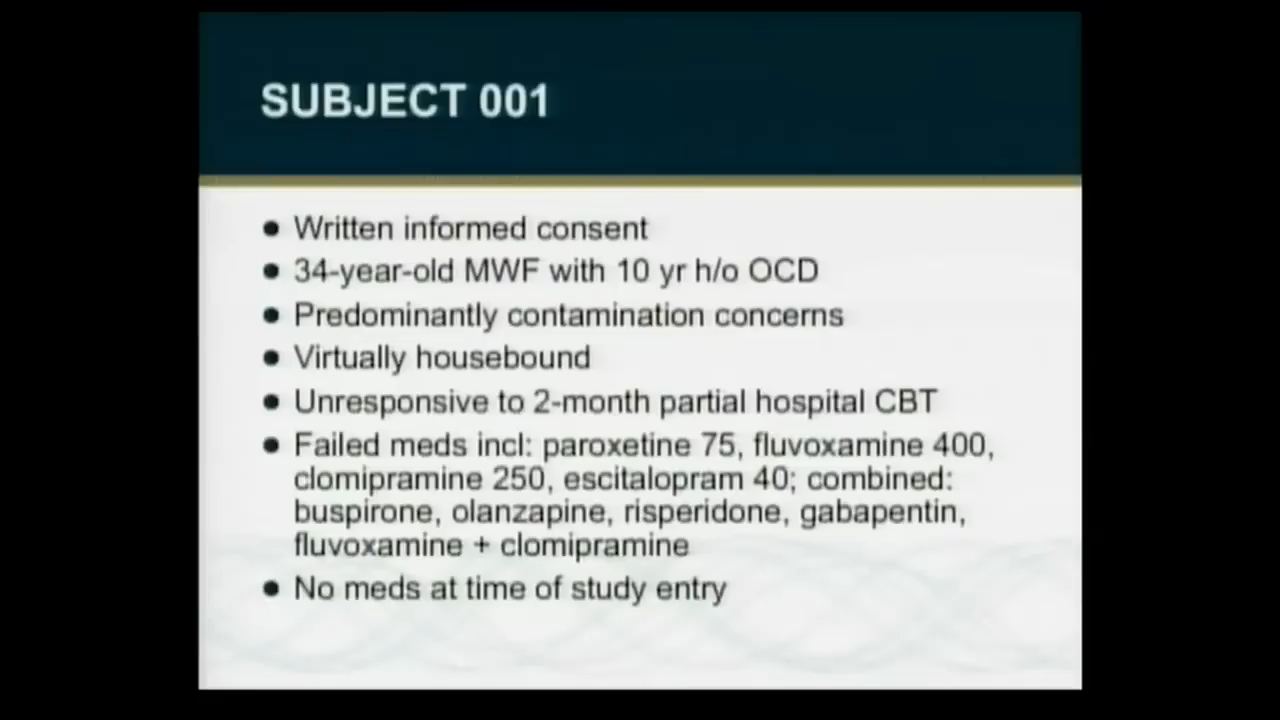 SUBJECT 001
● Written informed consent
● 34-year-old MWF with 10 yr h/o OCD
● Predominantly contamination concerns
● Virtually housebound
● Unresponsive to 2-month partial hospital CBT
● Failed meds incl: paroxetine 75, fluvoxamine 400,
clomipramine 250, escitalopram 40; combined:
buspirone, olanzapine, risperidone, gabapentin,
fluvoxamine + clomipramine
● No meds at time of study entry